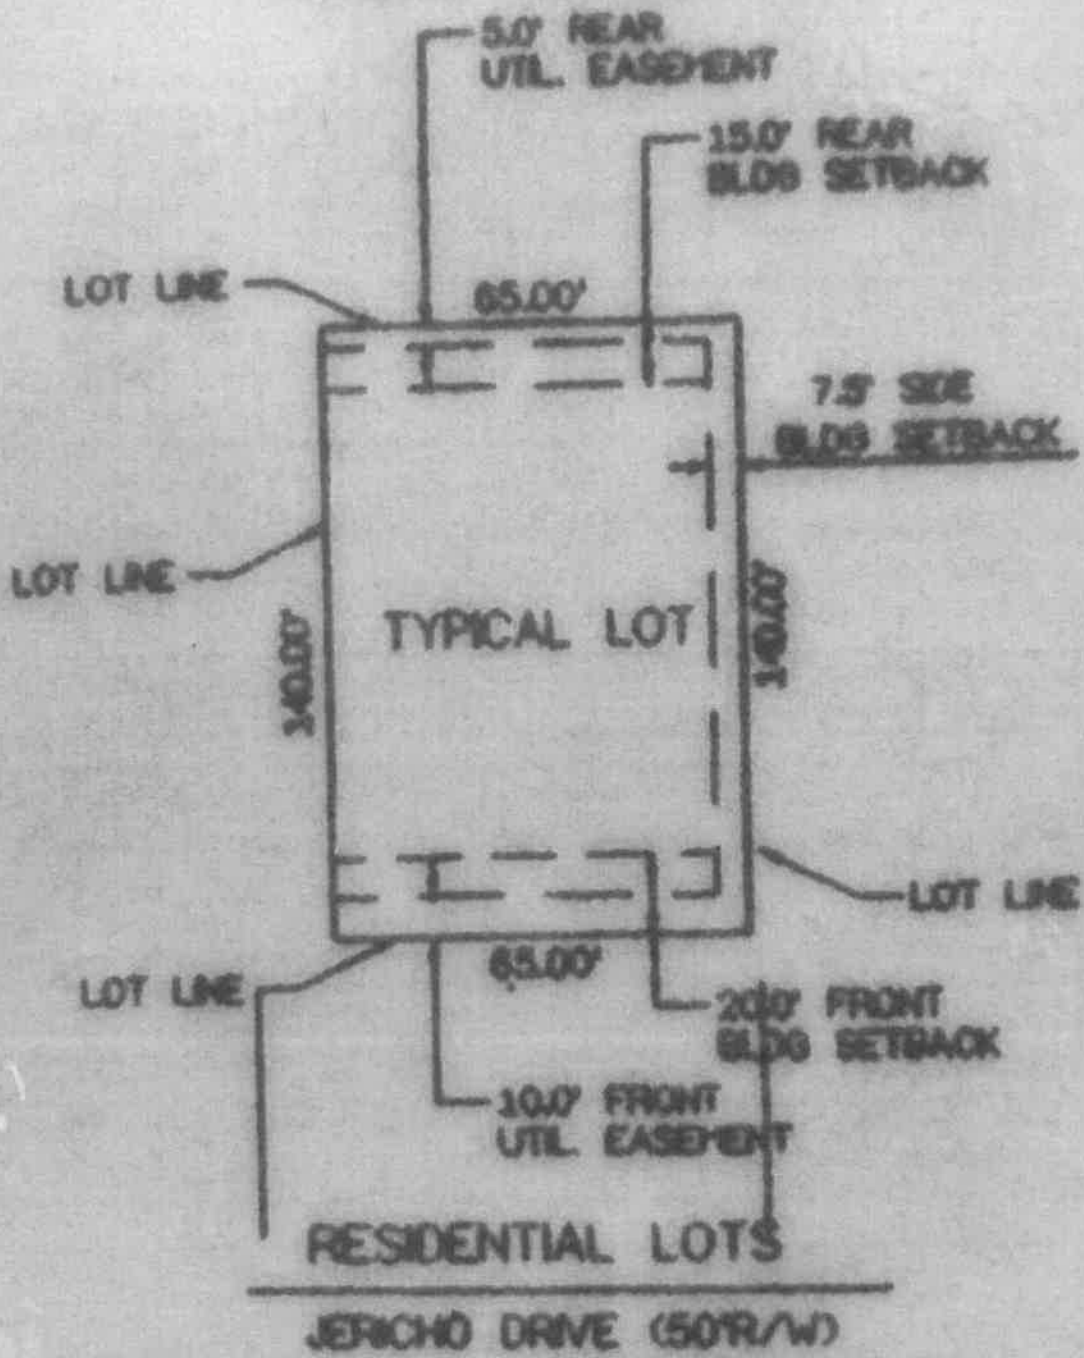 5.0' REAR
UTIL. EASEMENT
15.0' REAR
BLDG SETBACK
LOT LINE
65.00'
7.5' SIDE
BLDG SETBACK
LOT LINE
140.00'
TYPICAL LOT
140.00'
LOT LINE
LOT LINE
65.00'
20.0' FRONT
BLDG SETBACK
10.0' FRONT
UTIL. EASEMENT
RESIDENTIAL LOTS
JERICHO DRIVE (50'R/W)